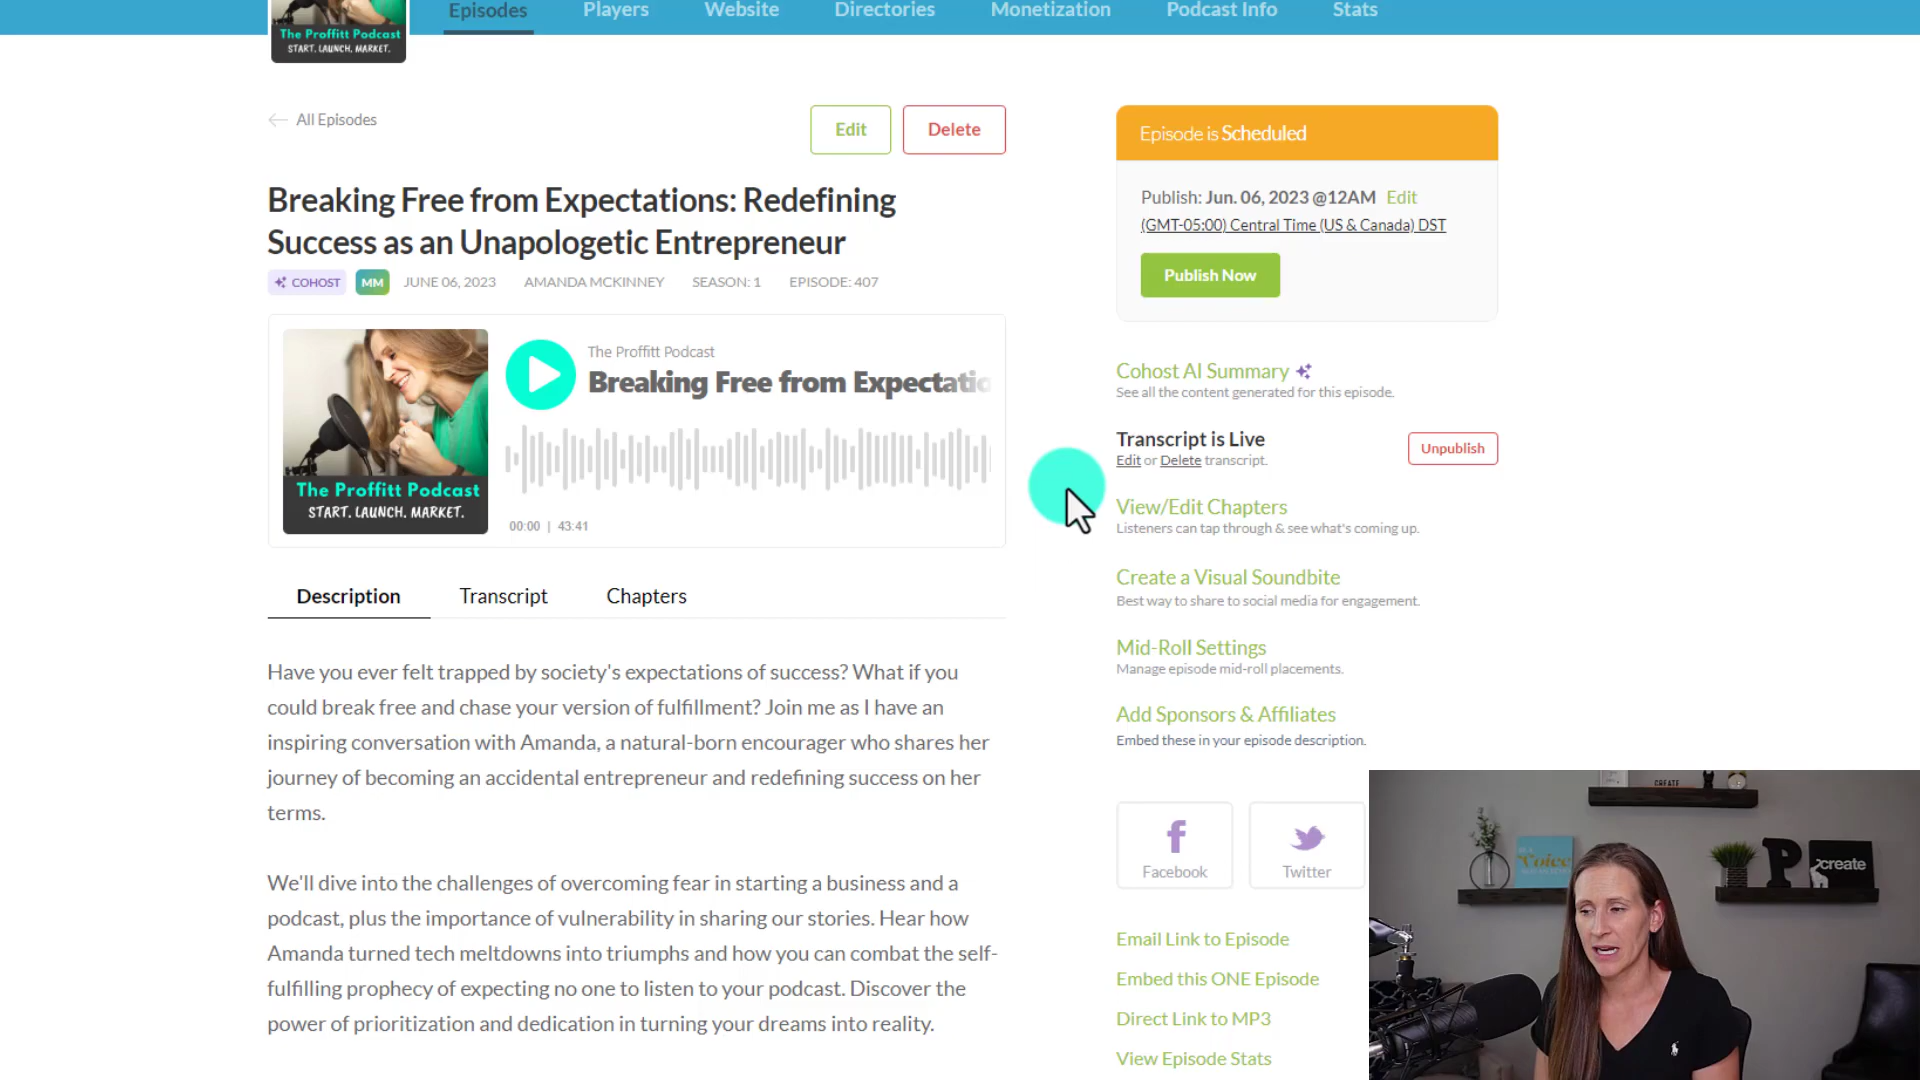 Episodes
Players
Website
Directories
Monetization
Podcast Info
Stats
The Proffitt Podcast
START. LAUNCH. MARKET.
All Episodes
Edit
Delete
Breaking Free from Expectations: Redefining
Success as an Unapologetic Entrepreneur
COHOST
MM
JUNE 06, 2023
AMANDA MCKINNEY
SEASON: 1
EPISODE: 407
The Proffitt Podcast
START. LAUNCH. MARKET.
The Proffitt Podcast
Breaking Free from Expectatio
00:00 | 43:41
Description
Transcript
Chapters
Have you ever felt trapped by society's expectations of success? What if you
could break free and chase your version of fulfillment? Join me as I have an
inspiring conversation with Amanda, a natural-born encourager who shares her
journey of becoming an accidental entrepreneur and redefining success on her
terms.
We'll dive into the challenges of overcoming fear in starting a business and a
podcast, plus the importance of vulnerability in sharing our stories. Hear how
Amanda turned tech meltdowns into triumphs and how you can combat the self-
fulfilling prophecy of expecting no one to listen to your podcast. Discover the
power of prioritization and dedication in turning your dreams into reality.
Episode is Scheduled
Publish: Jun. 06, 2023 @12AM Edit
(GMT-05:00) Central Time (US & Canada) DST
Publish Now
Cohost AI Summary
See all the content generated for this episode.
Transcript is Live
Edit or Delete transcript.
Unpublish
View/Edit Chapters
Listeners can tap through & see what's coming up.
Create a Visual Soundbite
Best way to share to social media for engagement.
Mid-Roll Settings
Manage episode mid-roll placements.
Add Sponsors & Affiliates
Embed these in your episode description.
Facebook
Twitter
Email Link to Episode
Embed this ONE Episode
Direct Link to MP3
View Episode Stats
CREATE
Voice
P
create